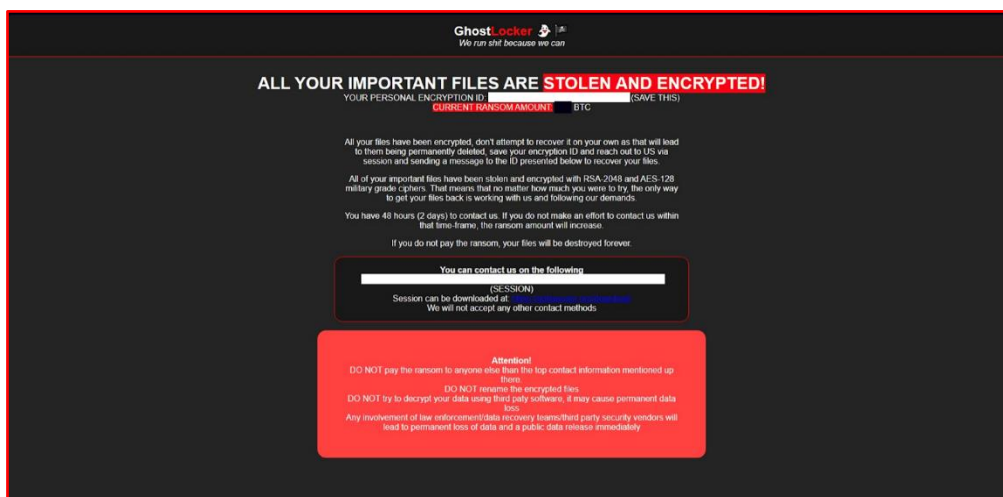 GhostLocker
We run shit because we can
ALL YOUR IMPORTANT FILES ARE STOLEN AND ENCRYPTED!
YOUR PERSONAL ENCRYPTION ID: (SAVE THIS)
CURRENT RANSOM AMOUNT: BTC
All your files have been encrypted, don't attempt to recover it on your own as that will lead
to them being permanently deleted, save your encryption ID and reach out to US via
session and sending a message to the ID presented below to recover your files.
All of your important files have been stolen and encrypted with RSA-2048 and AES-128
military grade ciphers. That means that no matter how much you were to try, the only way
to get your files back is working with us and following our demands.
You have 48 hours (2 days) to contact us. If you do not make an effort to contact us within
that time-frame, the ransom amount will increase.
If you do not pay the ransom, your files will be destroyed forever.
You can contact us on the following
(SESSION)
Session can be downloaded at:
We will not accept any other contact methods
Attention!
DO NOT pay the ransom to anyone else than the top contact information mentioned up
there.
DO NOT rename the encrypted files
DO NOT try to decrypt your data using third paty software, it may cause permanent data
loss
Any involvement of law enforcement/data recovery teams/third party security vendors will
lead to permanent loss of data and a public data release immediately